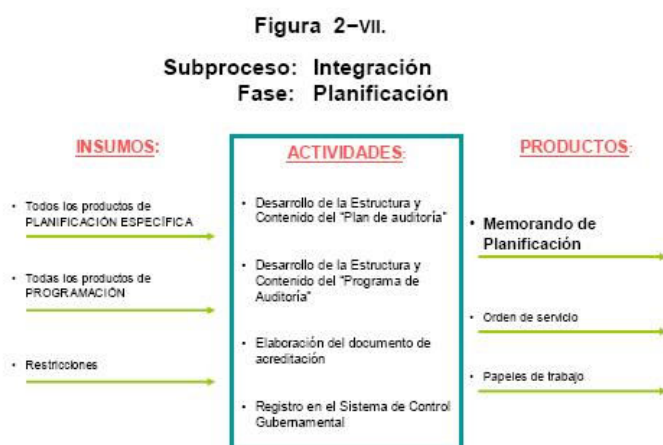 Figura 2-VII.
Subproceso: Integración
Fase: Planificación
INSUMOS:
• Todos los productos de
PLANIFICACIÓN ESPECÍFICA
• Todas los productos de
PROGRAMACIÓN
• Restricciones
ACTIVIDADES:
• Desarrollo de la Estructura y
Contenido del "Plan de auditoría"
• Desarrollo de la Estructura y
Contenido del "Programa de
Auditoría"
• Elaboración del documento de
acreditación
• Registro en el Sistema de Control
Gubernamental
PRODUCTOS:
• Memorando de
Planificación
• Orden de servicio
• Papeles de trabajo